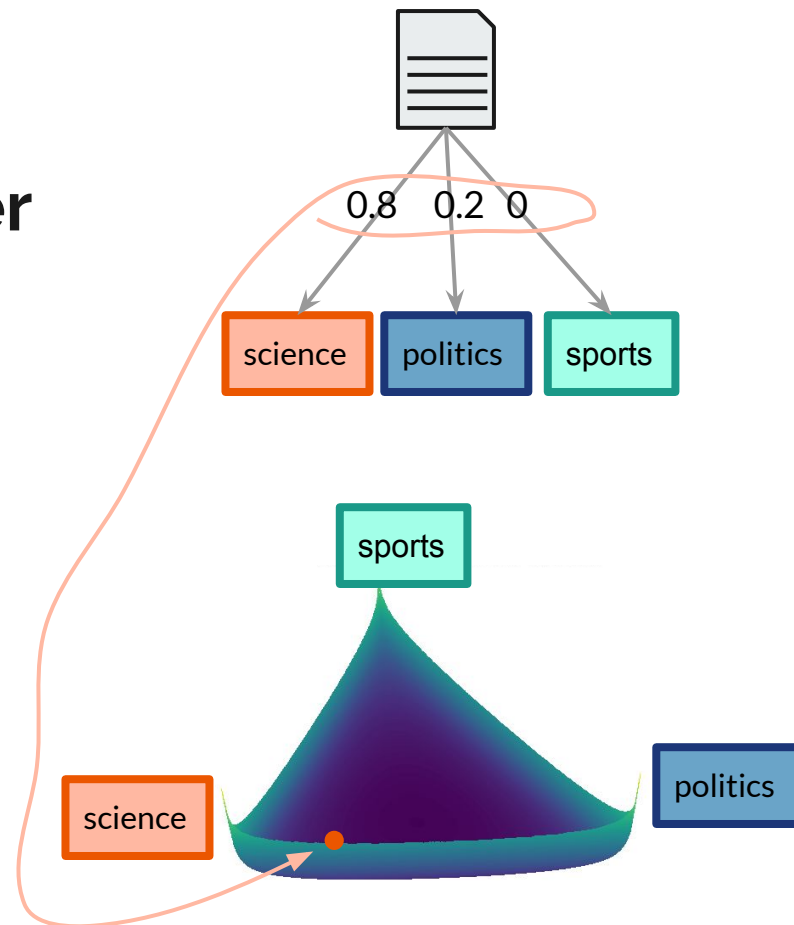 er
0.8 0.2 0
science politics sports
sports
politics
science